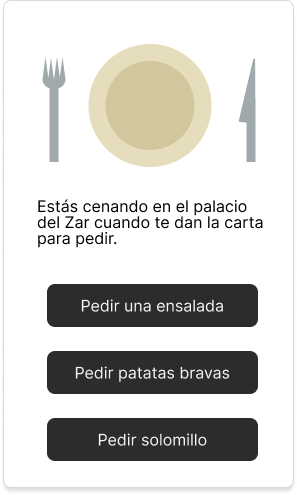 Estás cenando en el palacio
del Zar cuando te dan la carta
para pedir.
Pedir una ensalada
Pedir patatas bravas
Pedir solomillo